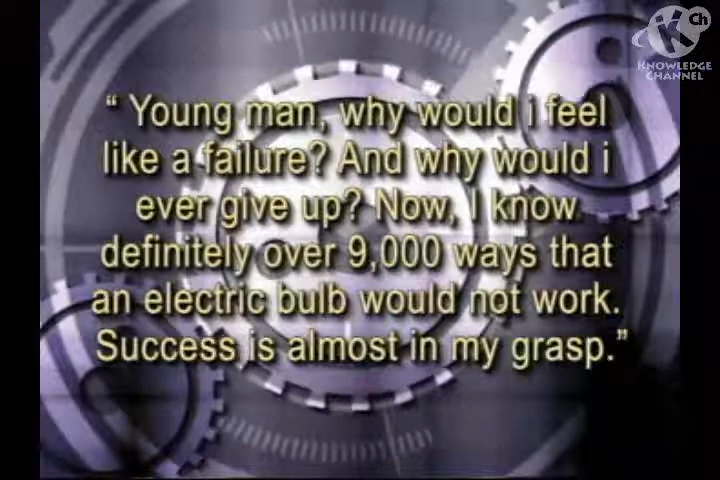 Ch
K
KNOWLEDGE
CHANNEL
“ Young man, why would i feel
like a failure? And why would i
ever give up? Now, I know
definitely over 9,000 ways that
an electric bulb would not work.
Success is almost in my grasp.”